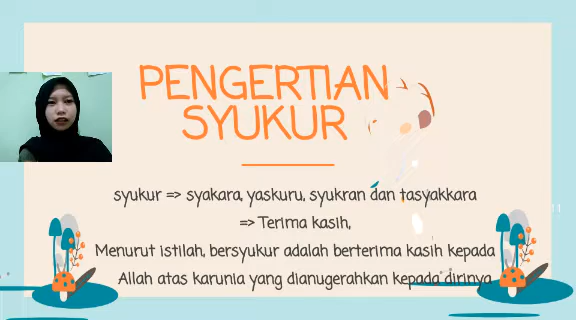 PENGERTIAN
SYUKUR
syukur => syakara, yaskuru, syukran dan tasyakkara
=> Terima kasih,
Menurut istilah, bersyukur adalah berterima kasih kepada
Allah atas karunia yang dianugerahkan kepada dirinya
11